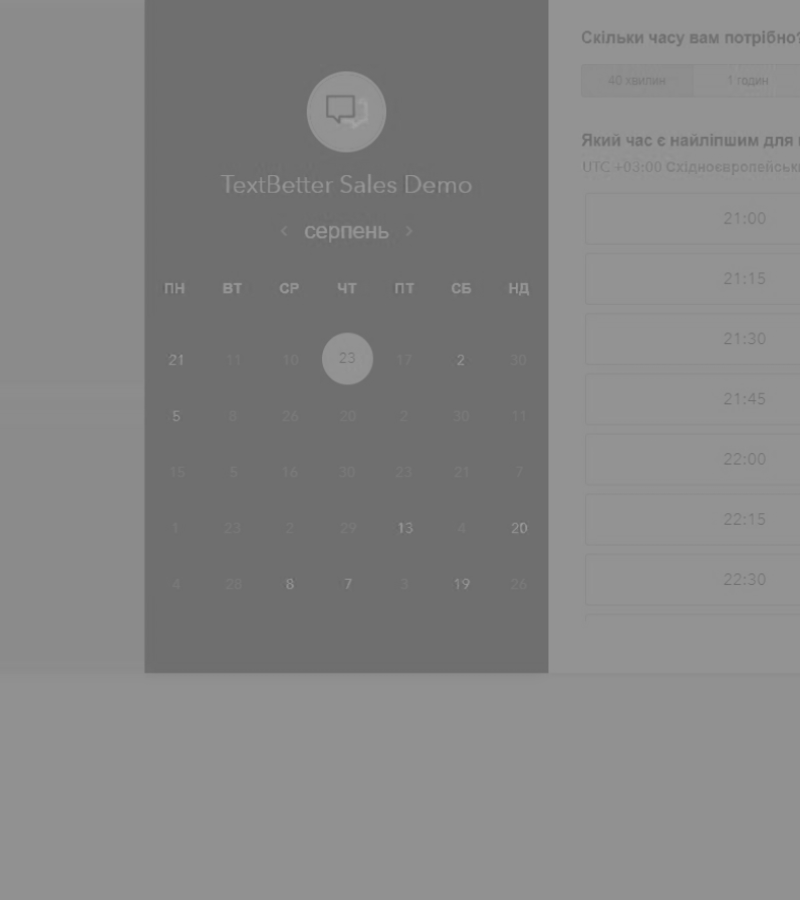 TextBetter Sales Demo
‹ серпень ›
ПН ВТ СР ЧТ ПТ СБ НД
21 11 10 23 17 2 30
5 8 26 20 2 30 11
15 5 16 30 23 21 7
1 23 2 29 13 4 20
4 28 8 7 3 19 26
Скільки часу вам потрібно?
40 хвилин 1 годин
Який час є найліпшим для
UTC +03:00
21:00
21:15
21:30
21:45
22:00
22:15
22:30